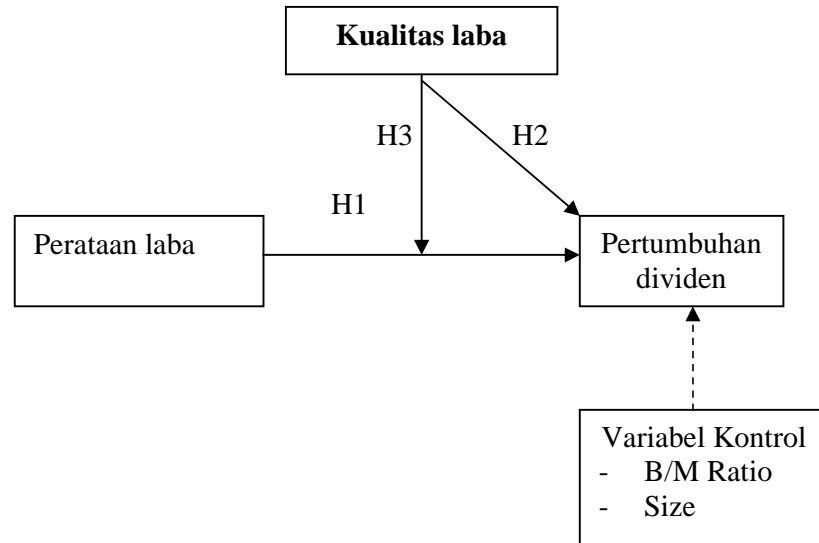 Kualitas laba
H3
H2
H1
Perataan laba
Pertumbuhan
dividen
Variabel Kontrol
- B/M Ratio
- Size